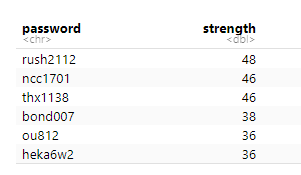 password strength
<chr> <dbl>
rush2112 48
ncc1701 46
thx1138 46
bond007 38
ou812 36
heka6w2 36